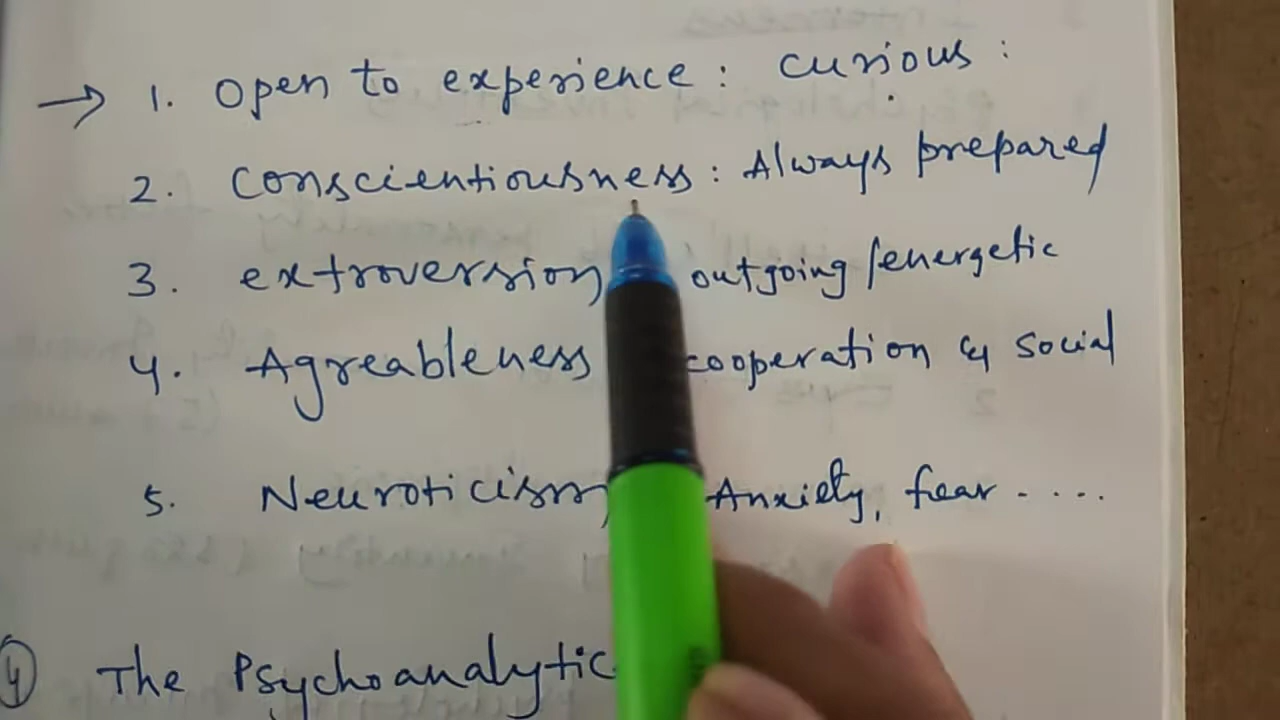 → 1. Open to experience : curious :
2. Conscientiousness : Always prepared
3. extroversion outgoing / energetic
4. Agreableness cooperation & social
5. Neuroticism Anxiety, fear ....
4 The Psychoanalytic